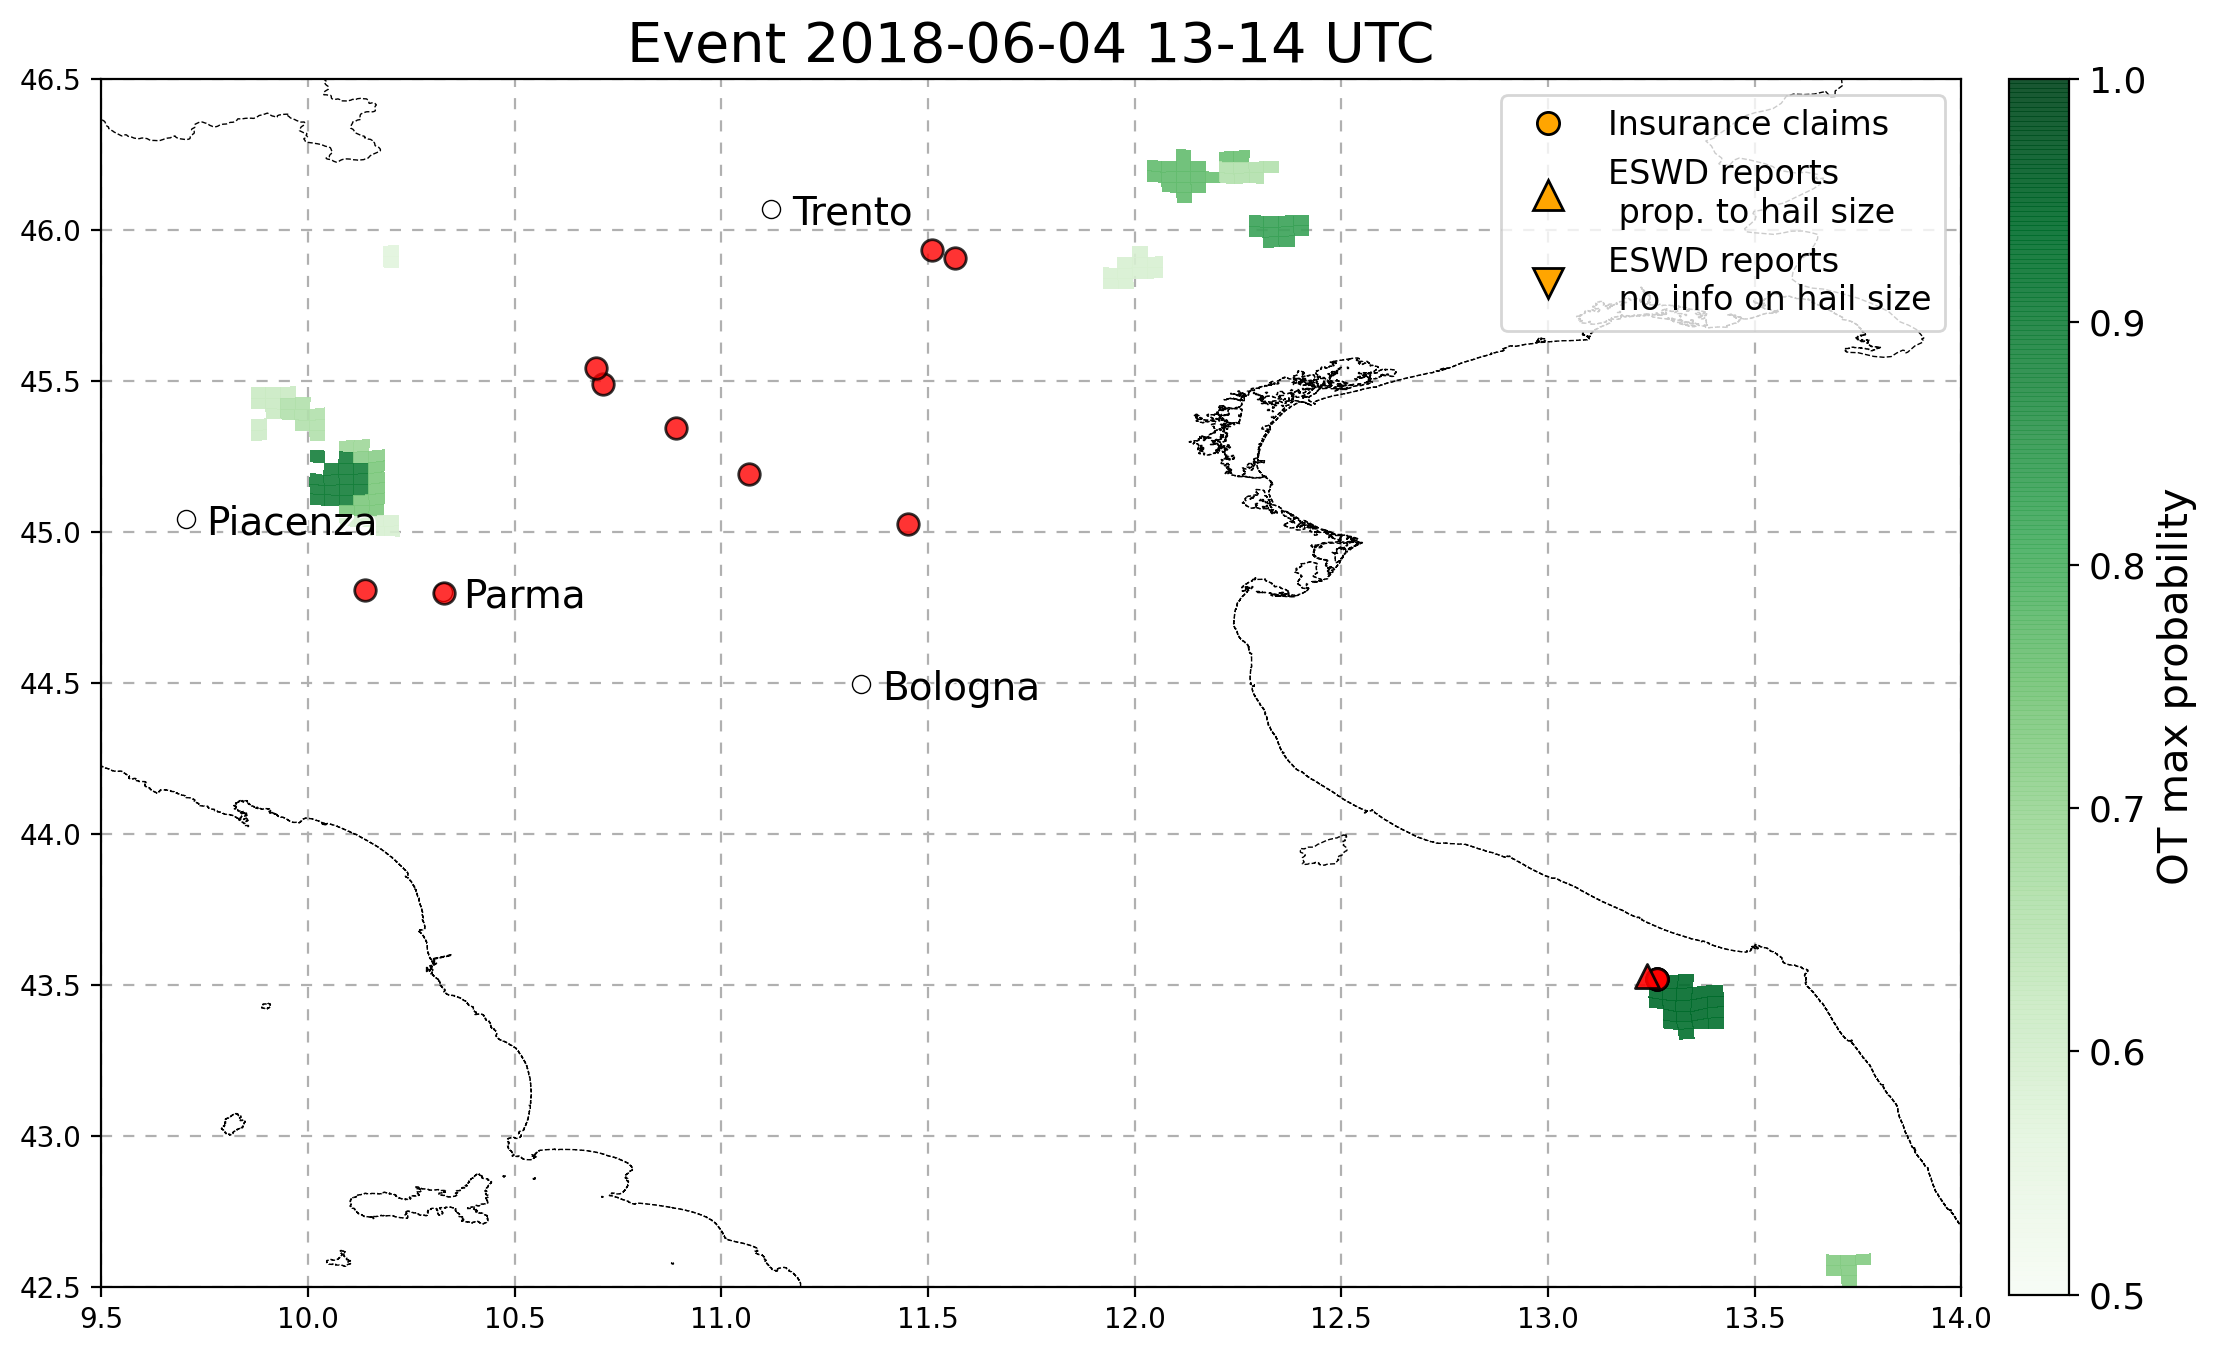 Event 2018-06-04 13-14 UTC
46.5
46.0
45.5
45.0
44.5
44.0
43.5
43.0
42.5
9.5
10.0
10.5
11.0
11.5
12.0
12.5
13.0
13.5
14.0
Trento
Piacenza
Parma
Bologna
Insurance claims
ESWD reports
prop. to hail size
ESWD reports
no info on hail size
1.0
0.9
0.8
0.7
0.6
0.5
OT max probability